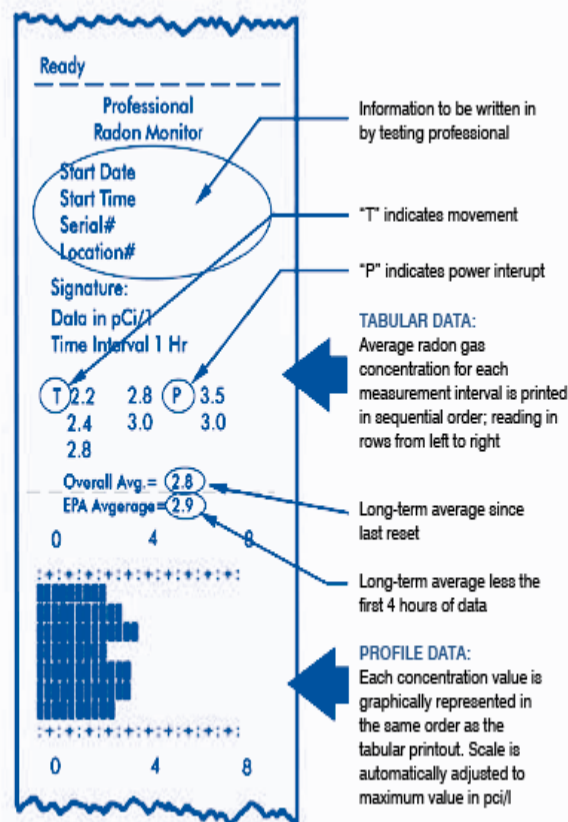 Ready
Professional
Radon Monitor
Start Date
Start Time
Serial#
Location#
Signature:
Data in pCi/1
Time Interval 1 Hr
T 2.2 2.8 P 3.5
2.4 3.0 3.0
2.8
Overall Avg.= 2.8
EPA Avgerage= 2.9
0 4 8
:+:+:+:+:+:+:+:+:
:+:+:+:+:+:+:+:+:
0 4 8
Information to be written in
by testing professional
"T" indicates movement
"P" indicates power interupt
TABULAR DATA:
Average radon gas
concentration for each
measurement interval is printed
in sequential order; reading in
rows from left to right
Long-term average since
last reset
Long-term average less the
first 4 hours of data
PROFILE DATA:
Each concentration value is
graphically represented in
the same order as the
tabular printout. Scale is
automatically adjusted to
maximum value in pci/l